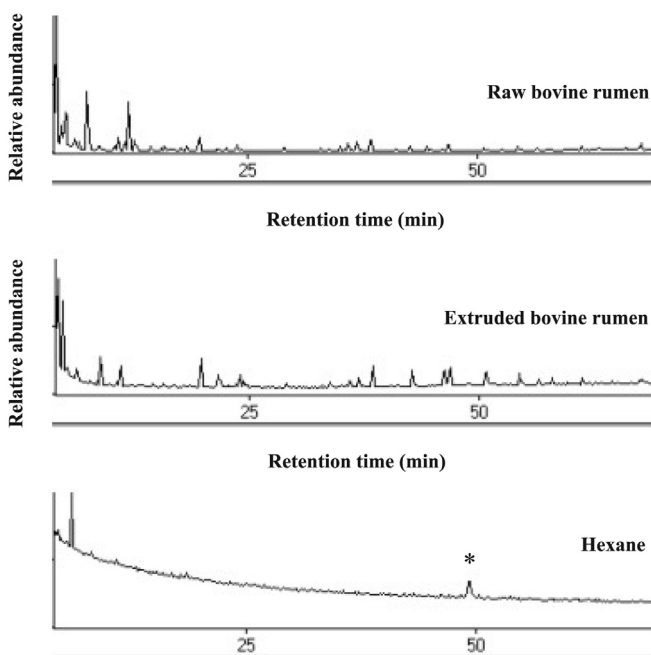 Relative abundance
Raw bovine rumen
25
50
Retention time (min)
Relative abundance
Extruded bovine rumen
25
50
Retention time (min)
Hexane
*
25
50